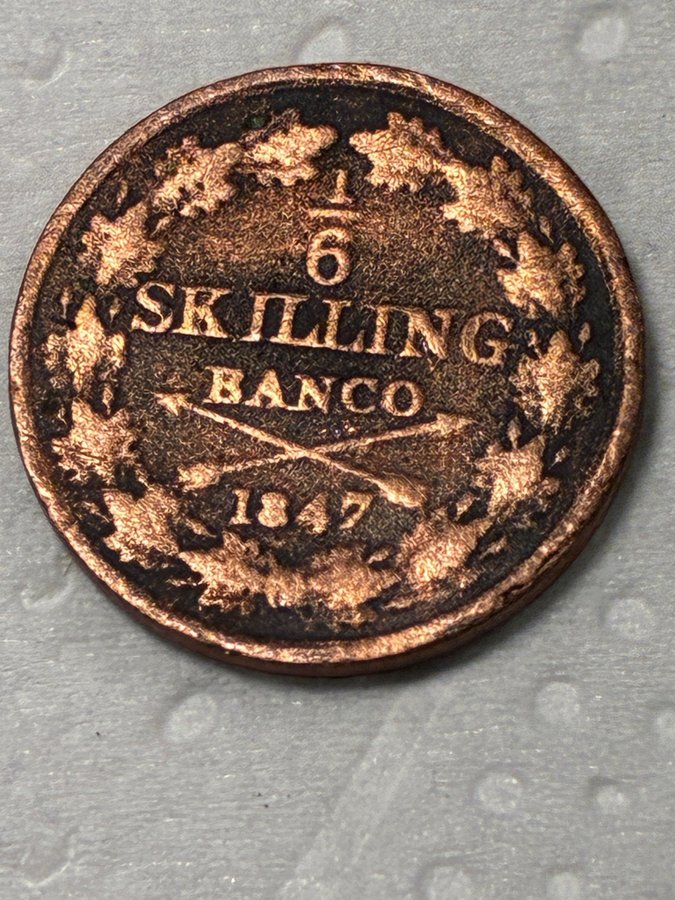 1/6
SKILLING
BANCO
1847